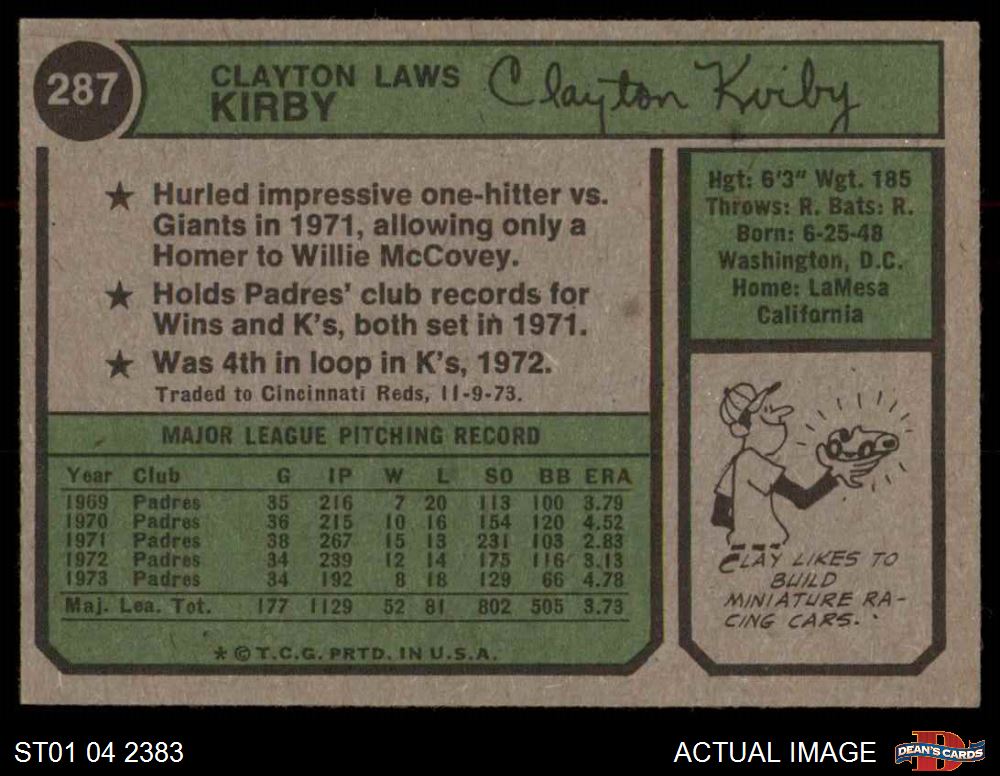 287
CLAYTON LAWS
KIRBY
Clayton Kirby
★ Hurled impressive one-hitter vs.
Giants in 1971, allowing only a
Homer to Willie McCovey.
★ Holds Padres' club records for
Wins and K's, both set in 1971.
★ Was 4th in loop in K's, 1972.
Traded to Cincinnati Reds, 11-9-73.
MAJOR LEAGUE PITCHING RECORD
Year Club G IP W L SO BB ERA
1969 Padres 35 216 7 20 113 100 3.79
1970 Padres 36 215 10 16 154 120 4.52
1971 Padres 38 267 15 13 231 103 2.83
1972 Padres 34 239 12 14 175 116 3.13
1973 Padres 34 192 8 18 129 66 4.78
Maj. Lea. Tot. 177 1129 52 81 802 505 3.73
* © T.C.G. PRTD. IN U.S.A.
Hgt: 6'3" Wgt. 185
Throws: R. Bats: R.
Born: 6-25-48
Washington, D.C.
Home: LaMesa
California
CLAY LIKES TO
BUILD
MINIATURE RA-
CING CARS.
ST01 04 2383
ACTUAL IMAGE
DEAN'S CARDS